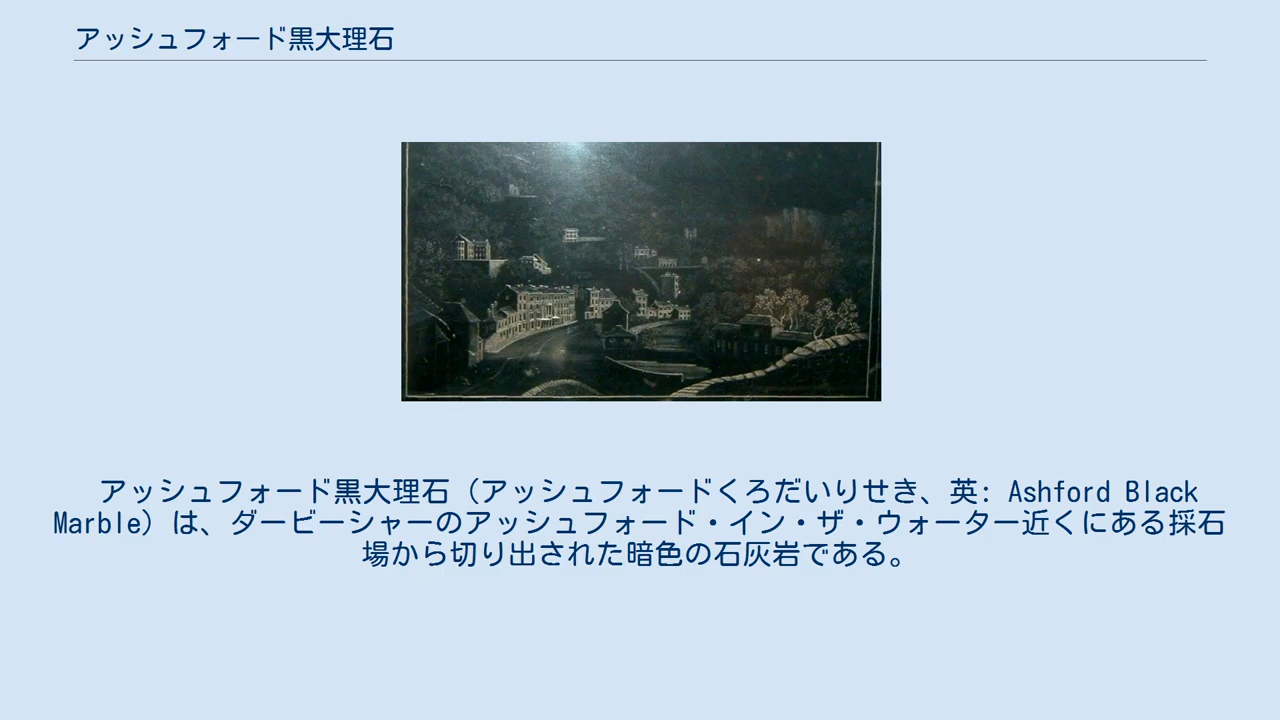 アッシュフォード黒大理石
アッシュフォード黒大理石（アッシュフォードくろだいりせき、英: Ashford Black
Marble）は、ダービーシャーのアッシュフォード・イン・ザ・ウォーター近くにある採石
場から切り出された暗色の石灰岩である。